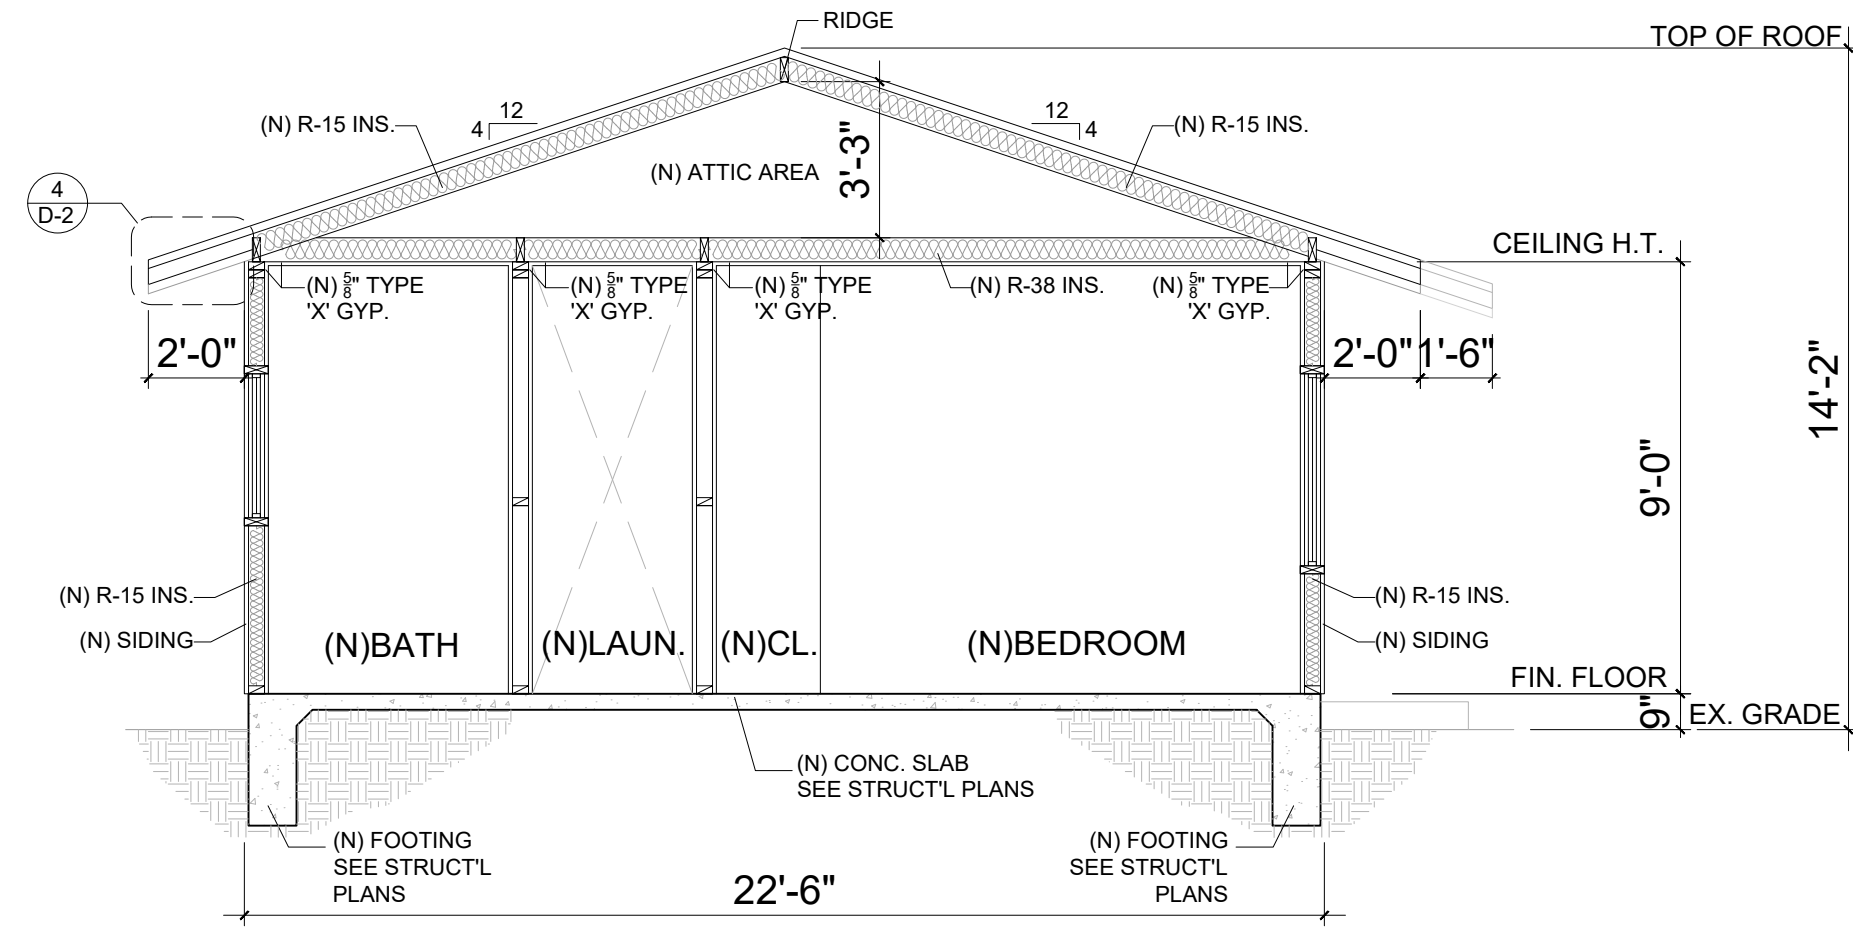 RIDGE
TOP OF ROOF
12
4
12
4
(N) R-15 INS.
(N) R-15 INS.
3'-3"
(N) ATTIC AREA
4
D-2
CEILING H.T.
(N) 5/8" TYPE
'X' GYP.
(N) 5/8" TYPE
'X' GYP.
(N) 5/8" TYPE
'X' GYP.
(N) R-38 INS.
(N) 5/8" TYPE
'X' GYP.
2'-0"
2'-0"
1'-6"
14'-2"
9'-0"
(N) R-15 INS.
(N) R-15 INS.
(N) SIDING
(N)BATH
(N)LAUN.
(N)CL.
(N)BEDROOM
(N) SIDING
FIN. FLOOR
9"
EX. GRADE
(N) CONC. SLAB
SEE STRUCT'L PLANS
(N) FOOTING
SEE STRUCT'L
PLANS
(N) FOOTING
SEE STRUCT'L
PLANS
22'-6"